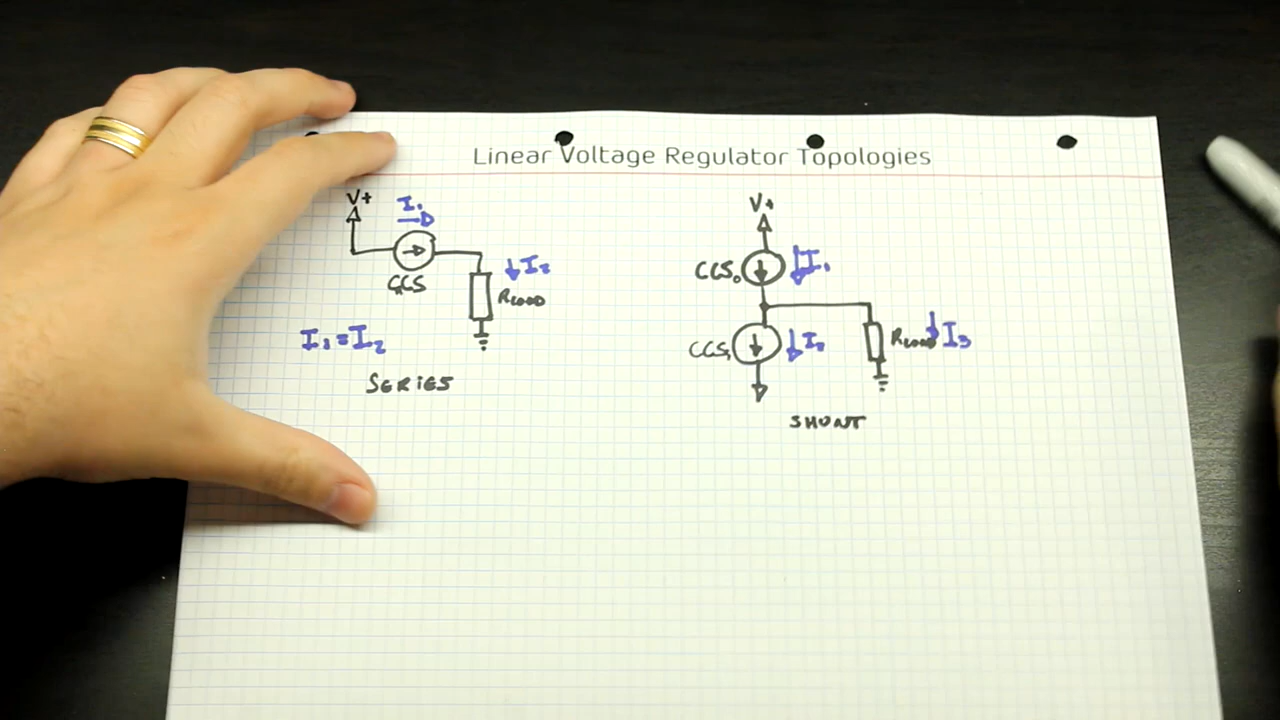 Linear Voltage Regulator Topologies
V+
I₁
CCS
I₂
RLOAD
I₁ = I₂
SERIES
V+
CCS₀
I₁
CCS₁
I₂
RLOAD
I₃
SHUNT